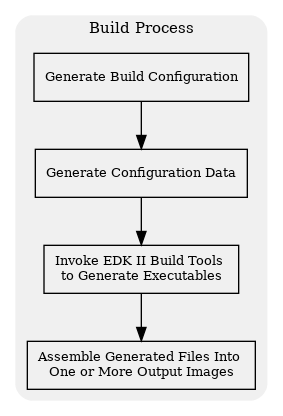 Build Process
Generate Build Configuration
Generate Configuration Data
Invoke EDK II Build Tools
to Generate Executables
Assemble Generated Files Into
One or More Output Images